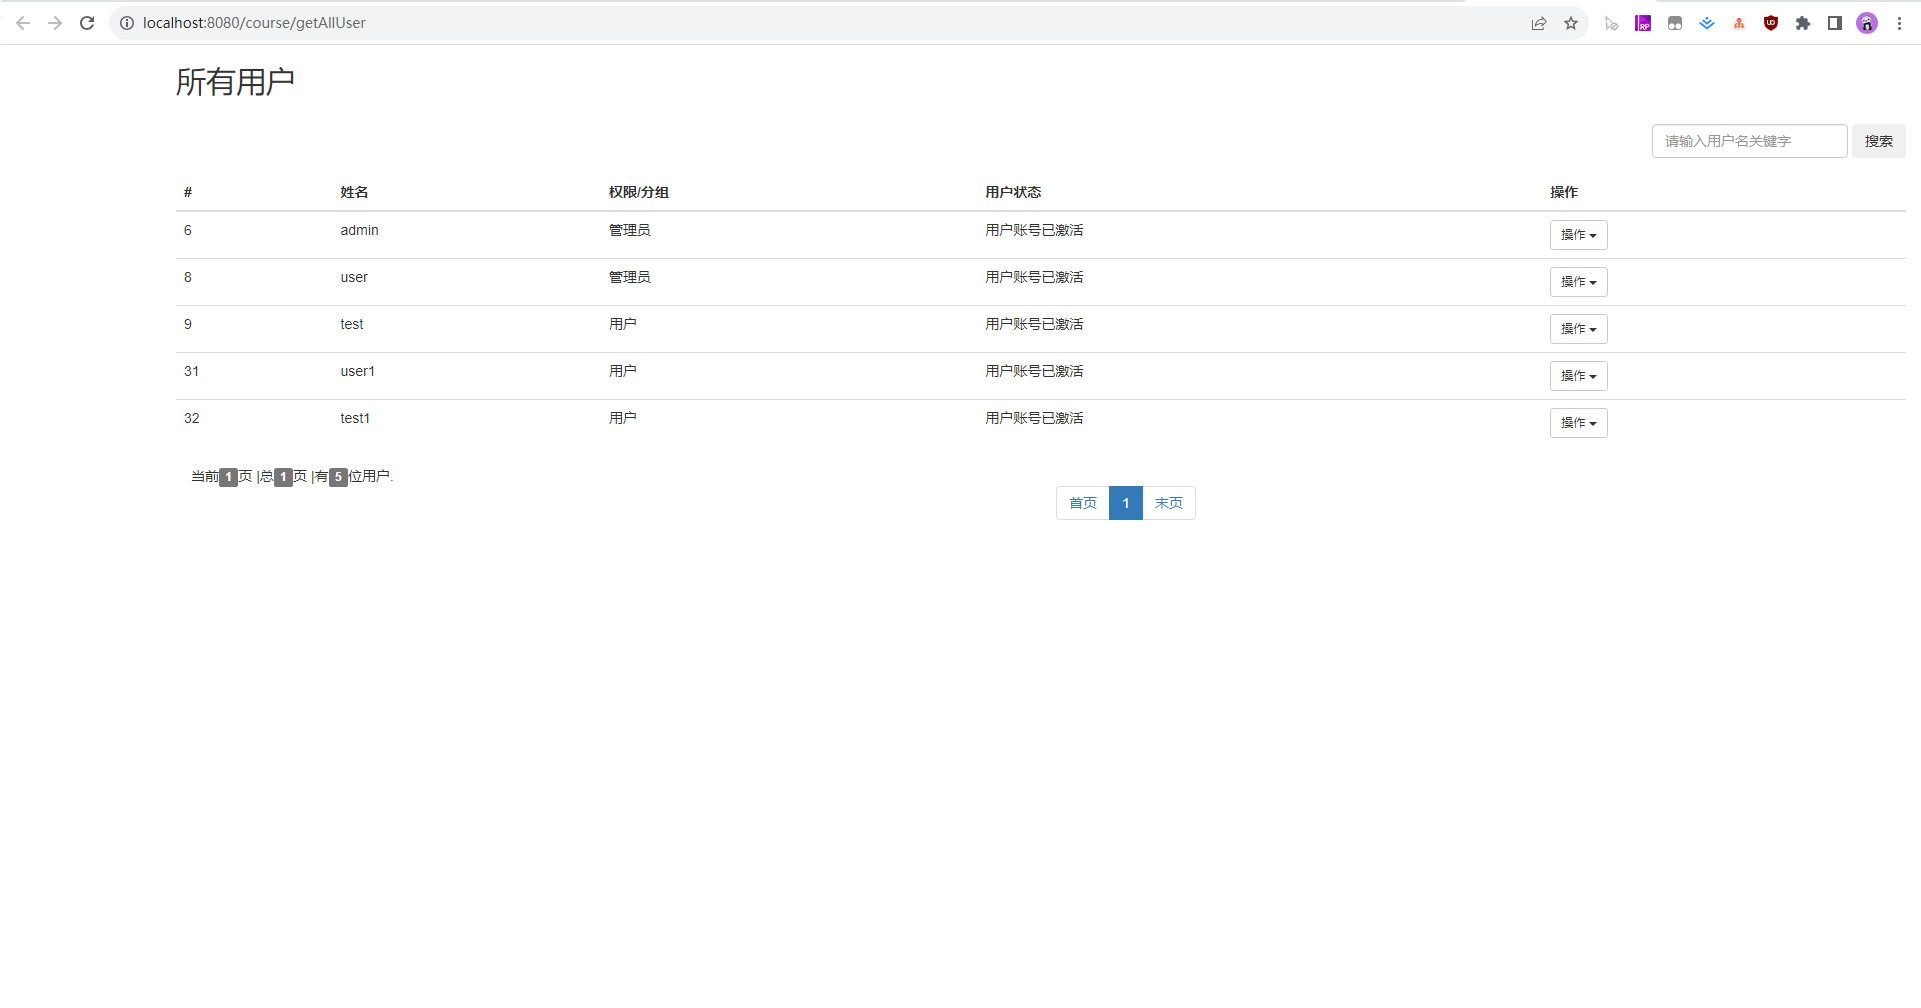 localhost:8080/course/getAllUser
所有用户
请输入用户名关键字 搜索
# 姓名 权限/分组 用户状态 操作
6 admin 管理员 用户账号已激活 操作
8 user 管理员 用户账号已激活 操作
9 test 用户 用户账号已激活 操作
31 user1 用户 用户账号已激活 操作
32 test1 用户 用户账号已激活 操作
当前1页 |总1页 |有5位用户.
首页 1 末页